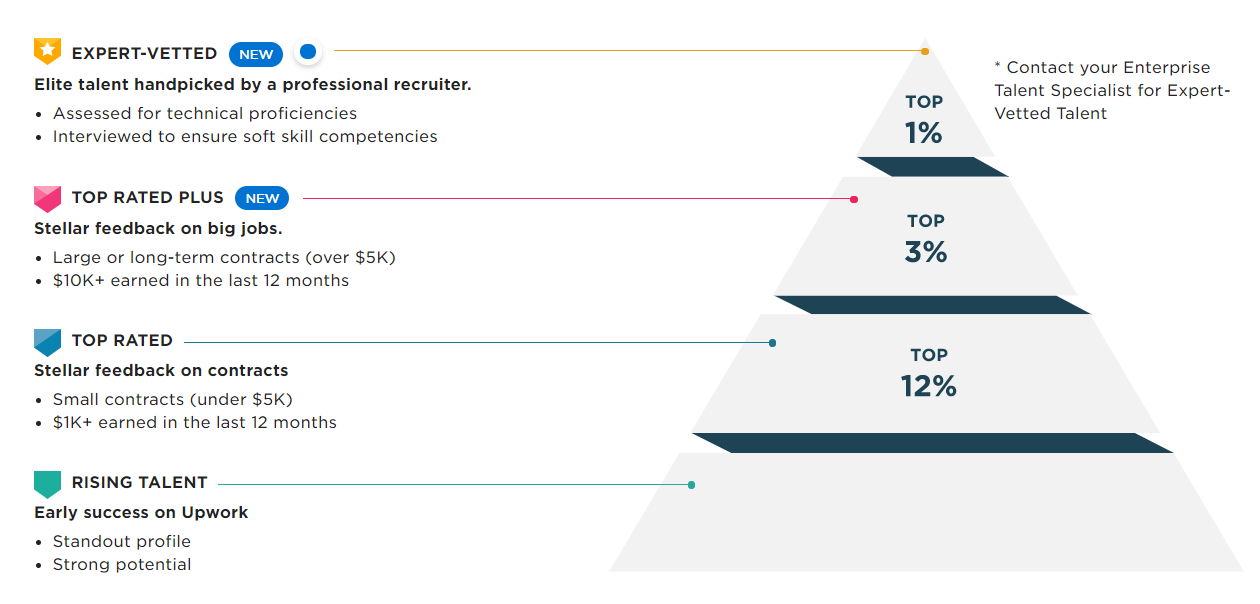 EXPERT-VETTED NEW
Elite talent handpicked by a professional recruiter.
• Assessed for technical proficiencies
• Interviewed to ensure soft skill competencies
TOP RATED PLUS NEW
Stellar feedback on big jobs.
• Large or long-term contracts (over $5K)
• $10K+ earned in the last 12 months
TOP RATED
Stellar feedback on contracts
• Small contracts (under $5K)
• $1K+ earned in the last 12 months
RISING TALENT
Early success on Upwork
• Standout profile
• Strong potential
TOP
1%
TOP
3%
TOP
12%
* Contact your Enterprise
Talent Specialist for Expert-
Vetted Talent